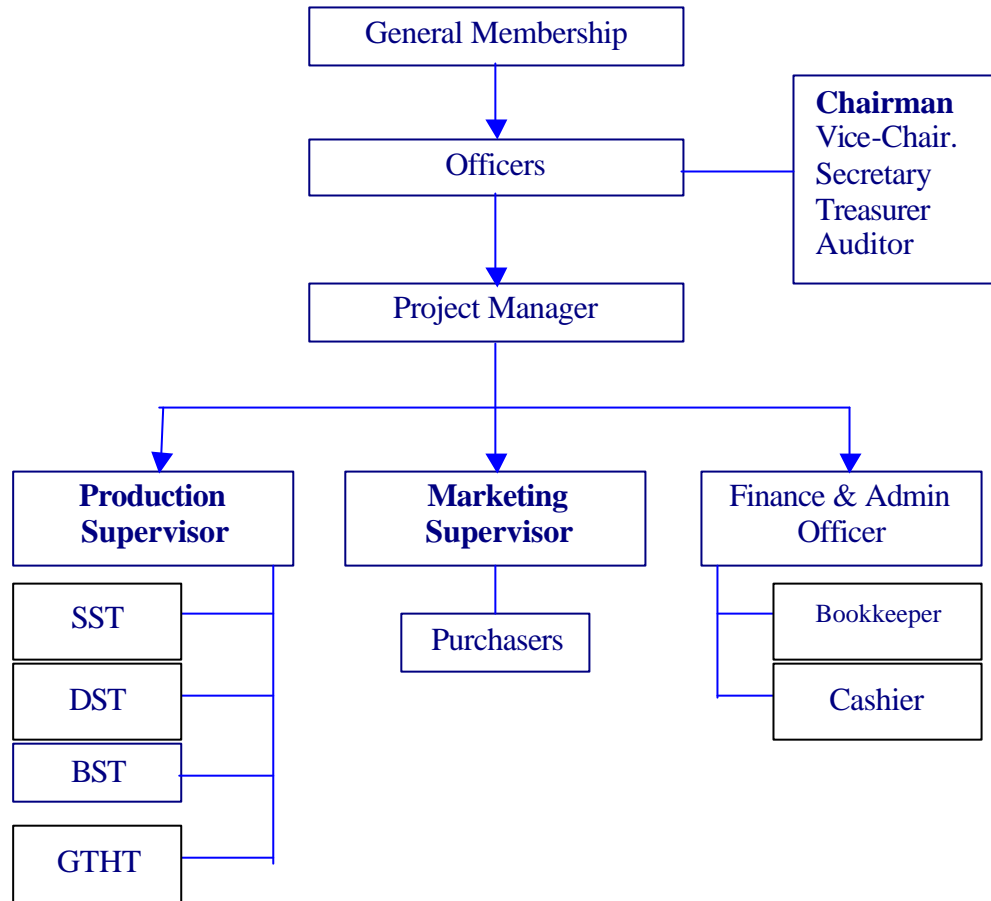 General Membership
Chairman
Vice-Chair.
Secretary
Treasurer
Auditor
Officers
Project Manager
Production
Supervisor
Marketing
Supervisor
Finance & Admin
Officer
SST
DST
BST
GTHT
Purchasers
Bookkeeper
Cashier